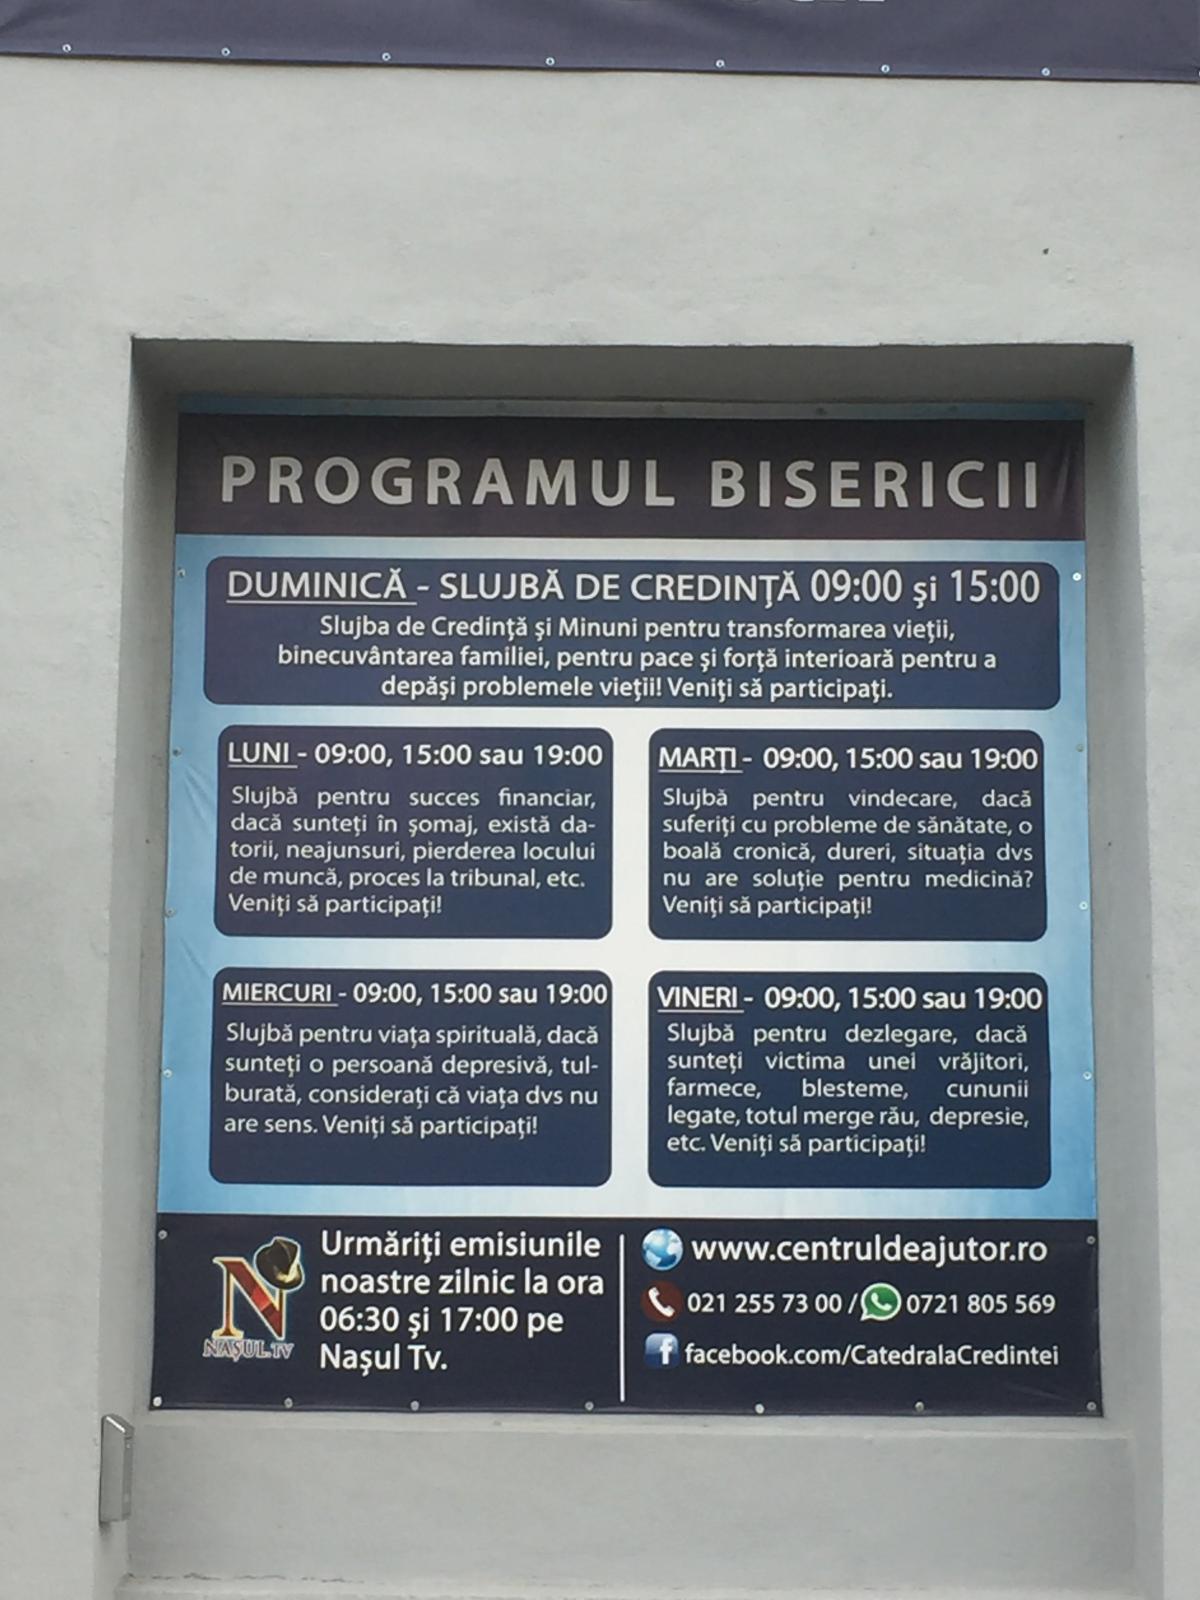 PROGRAMUL BISERICII
DUMINICĂ - SLUJBĂ DE CREDINŢĂ 09:00 şi 15:00
Slujba de Credinţă şi Minuni pentru transformarea vieţii,
binecuvântarea familiei, pentru pace şi forţă interioară pentru a
depăşi problemele vieţii! Veniţi să participaţi.
LUNI - 09:00, 15:00 sau 19:00
Slujbă pentru succes financiar,
dacă sunteţi în şomaj, există da-
torii, neajunsuri, pierderea locului
de muncă, proces la tribunal, etc.
Veniţi să participaţi!
MARŢI - 09:00, 15:00 sau 19:00
Slujbă pentru vindecare, dacă
suferiţi cu probleme de sănătate, o
boală cronică, dureri, situaţia dvs
nu are soluţie pentru medicină?
Veniţi să participaţi!
MIERCURI - 09:00, 15:00 sau 19:00
Slujbă pentru viaţa spirituală, dacă
sunteţi o persoană depresivă, tul-
burată, consideraţi că viaţa dvs nu
are sens. Veniţi să participaţi!
VINERI - 09:00, 15:00 sau 19:00
Slujbă pentru dezlegare, dacă
sunteţi victima unei vrăjitori,
farmece, blesteme, cununii
legate, totul merge rău, depresie,
etc. Veniţi să participaţi!
N
NAŞUL.TV
Urmăriţi emisiunile
noastre zilnic la ora
06:30 şi 17:00 pe
Naşul Tv.
www.centruldeajutor.ro
021 255 73 00 / 0721 805 569
f facebook.com/CatedralaCredintei